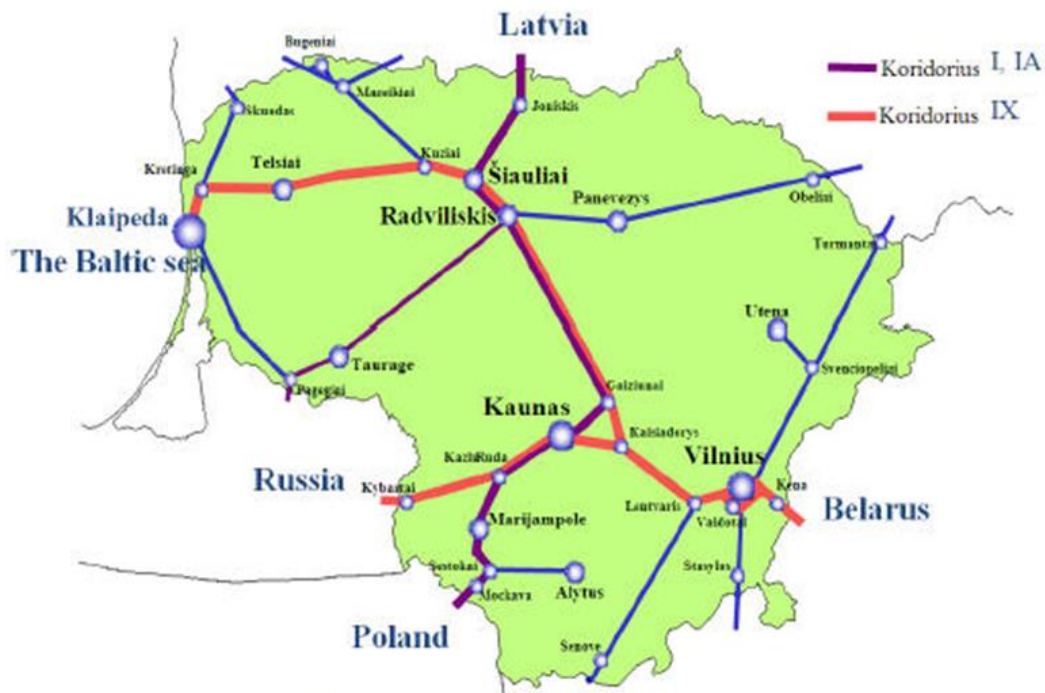 Latvia
Bugeniai
Mazeikiai
Koridorius I, IA
Skuodas
Joniskis
Koridorius IX
Kretinga
Telsiai
Kuziai
Šiauliai
Panevezys
Obeliai
Klaipeda
Radviliskis
The Baltic sea
Turmantas
Utena
Taurage
Svencioneliai
Pagegiai
Gaiziunai
Kaunas
Kaisiadorys
Kazlu Ruda
Vilnius
Russia
Kybartai
Kena
Lentvaris
Vaidotai
Belarus
Marijampole
Sestokai
Stasylos
Mockava
Alytus
Poland
Senove